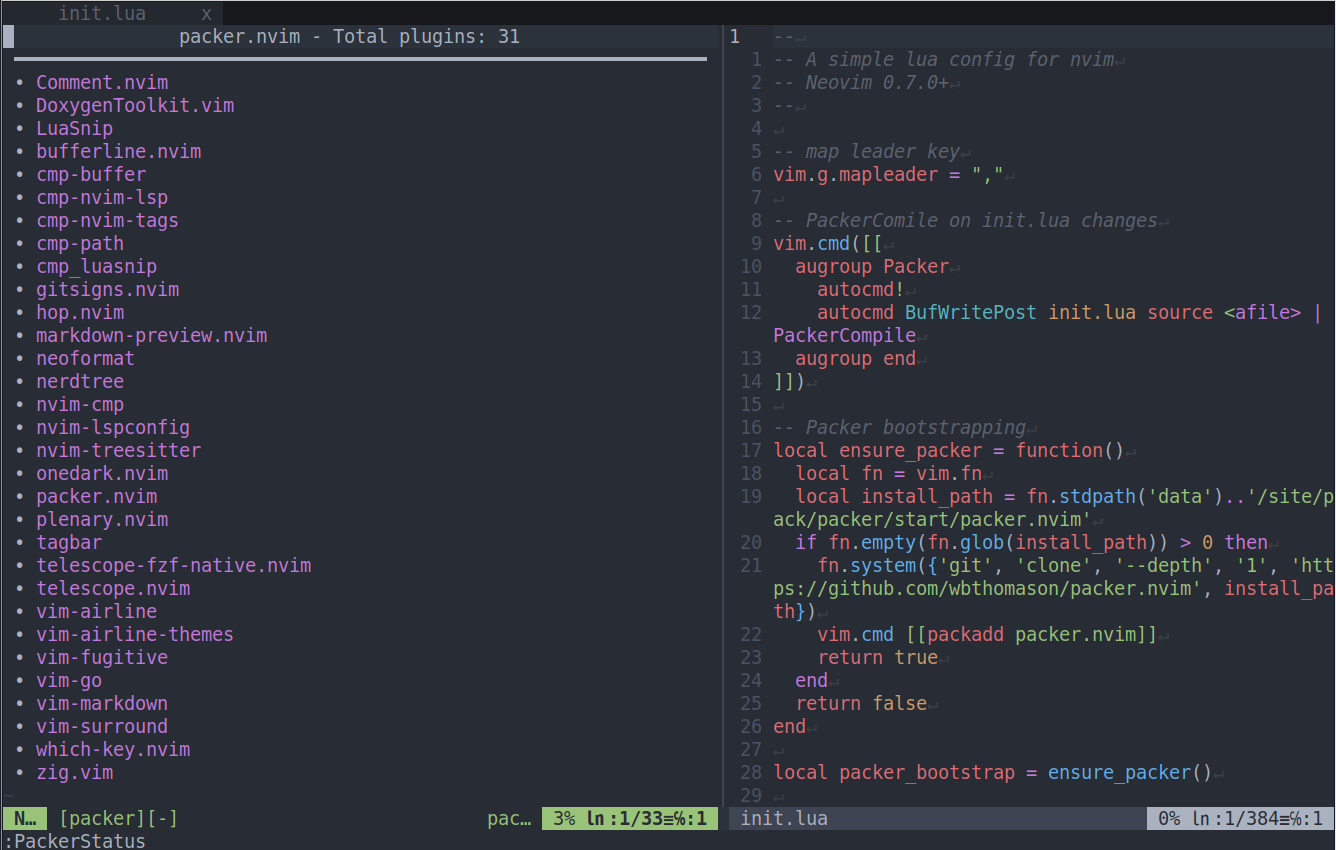 init.lua x
packer.nvim - Total plugins: 31
• Comment.nvim
• DoxygenToolkit.vim
• LuaSnip
• bufferline.nvim
• cmp-buffer
• cmp-nvim-lsp
• cmp-nvim-tags
• cmp-path
• cmp_luasnip
• gitsigns.nvim
• hop.nvim
• markdown-preview.nvim
• neoformat
• nerdtree
• nvim-cmp
• nvim-lspconfig
• nvim-treesitter
• onedark.nvim
• packer.nvim
• plenary.nvim
• tagbar
• telescope-fzf-native.nvim
• telescope.nvim
• vim-airline
• vim-airline-themes
• vim-fugitive
• vim-go
• vim-markdown
• vim-surround
• which-key.nvim
• zig.vim
~
N… [packer][-] pac… 3% ln:1/33≡℅:1
:PackerStatus
1 --↵
1 -- A simple lua config for nvim↵
2 -- Neovim 0.7.0+↵
3 --↵
4 ↵
5 -- map leader key↵
6 vim.g.mapleader = ","↵
7 ↵
8 -- PackerComile on init.lua changes↵
9 vim.cmd([[↵
10 augroup Packer↵
11 autocmd!↵
12 autocmd BufWritePost init.lua source <afile> |
PackerCompile↵
13 augroup end↵
14 ]])↵
15 ↵
16 -- Packer bootstrapping↵
17 local ensure_packer = function()↵
18 local fn = vim.fn↵
19 local install_path = fn.stdpath('data')..'/site/p
ack/packer/start/packer.nvim'↵
20 if fn.empty(fn.glob(install_path)) > 0 then↵
21 fn.system({'git', 'clone', '--depth', '1', 'htt
ps://github.com/wbthomason/packer.nvim', install_pa
th})↵
22 vim.cmd [[packadd packer.nvim]]↵
23 return true↵
24 end↵
25 return false↵
26 end↵
27 ↵
28 local packer_bootstrap = ensure_packer()↵
29 ↵
init.lua 0% ln:1/384≡℅:1